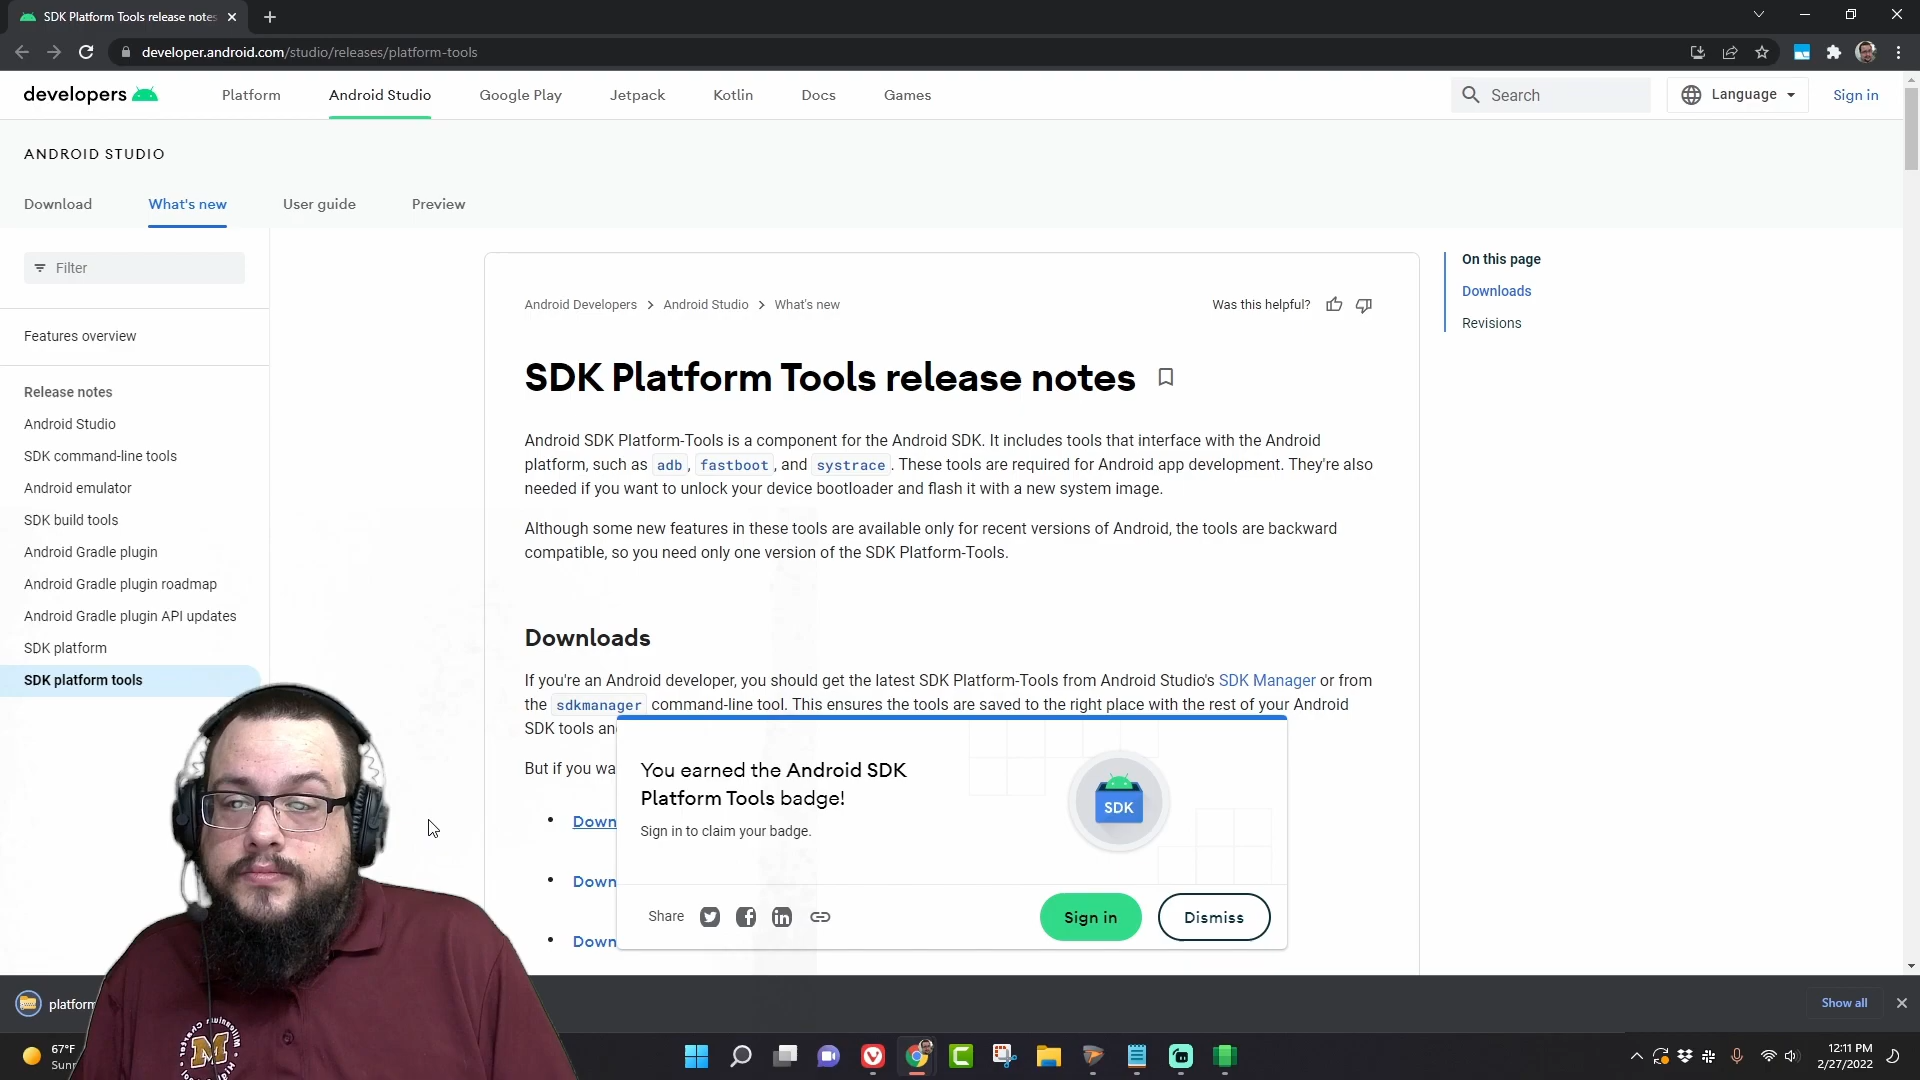 SDK Platform Tools release notes
developer.android.com/studio/releases/platform-tools
developers
Platform
Android Studio
Google Play
Jetpack
Kotlin
Docs
Games
Search
Language
Sign in
ANDROID STUDIO
Download
What's new
User guide
Preview
Filter
Features overview
Release notes
Android Studio
SDK command-line tools
Android emulator
SDK build tools
Android Gradle plugin
Android Gradle plugin roadmap
Android Gradle plugin API updates
SDK platform
SDK platform tools
Android Developers > Android Studio > What's new
Was this helpful?
SDK Platform Tools release notes
Android SDK Platform-Tools is a component for the Android SDK. It includes tools that interface with the Android
platform, such as adb, fastboot, and systrace. These tools are required for Android app development. They're also
needed if you want to unlock your device bootloader and flash it with a new system image.
Although some new features in these tools are available only for recent versions of Android, the tools are backward
compatible, so you need only one version of the SDK Platform-Tools.
Downloads
If you're an Android developer, you should get the latest SDK Platform-Tools from Android Studio's SDK Manager or from
the sdkmanager command-line tool. This ensures the tools are saved to the right place with the rest of your Android
SDK tools an
But if you wa
• Down
• Down
• Down
On this page
Downloads
Revisions
You earned the Android SDK
Platform Tools badge!
Sign in to claim your badge.
SDK
Share
Sign in
Dismiss
platform
Show all
67°F
Sunn
M
12:11 PM
2/27/2022